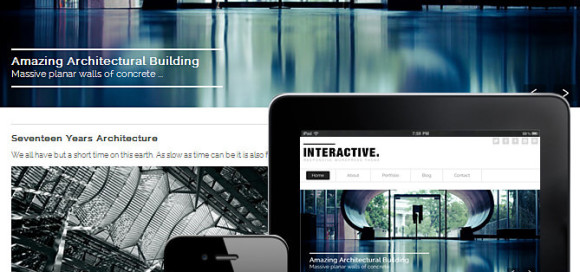 Amazing Architectural Building
Massive planar walls of concrete ...
Seventeen Years Architecture
We all have but a short time on this earth. As slow as time can be it is also f
iPad
7:09 PM
INTERACTIVE.
Home
About
Portfolio
Blog
Contact
Amazing Architectural Building
Massive planar walls of concrete ...